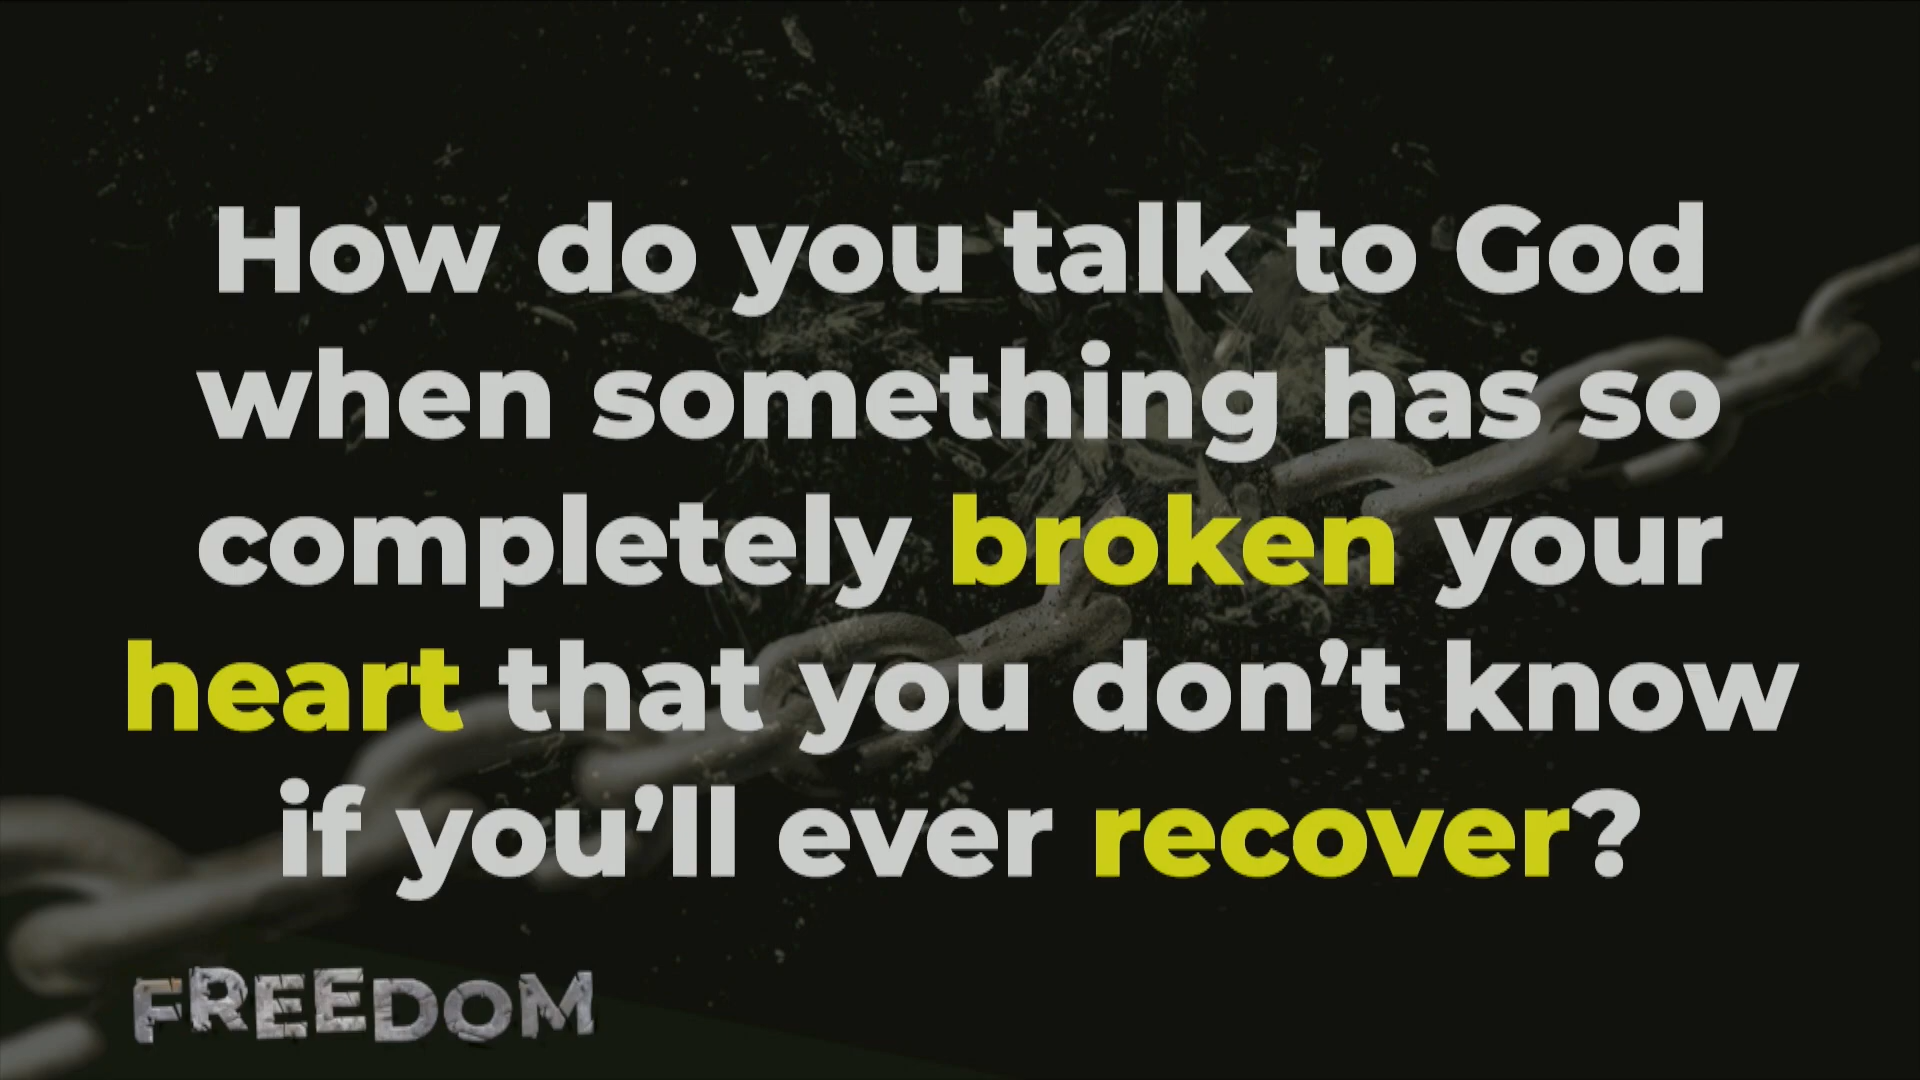 How do you talk to God
when something has so
completely broken your
heart that you don’t know
if you’ll ever recover?
FREEDOM